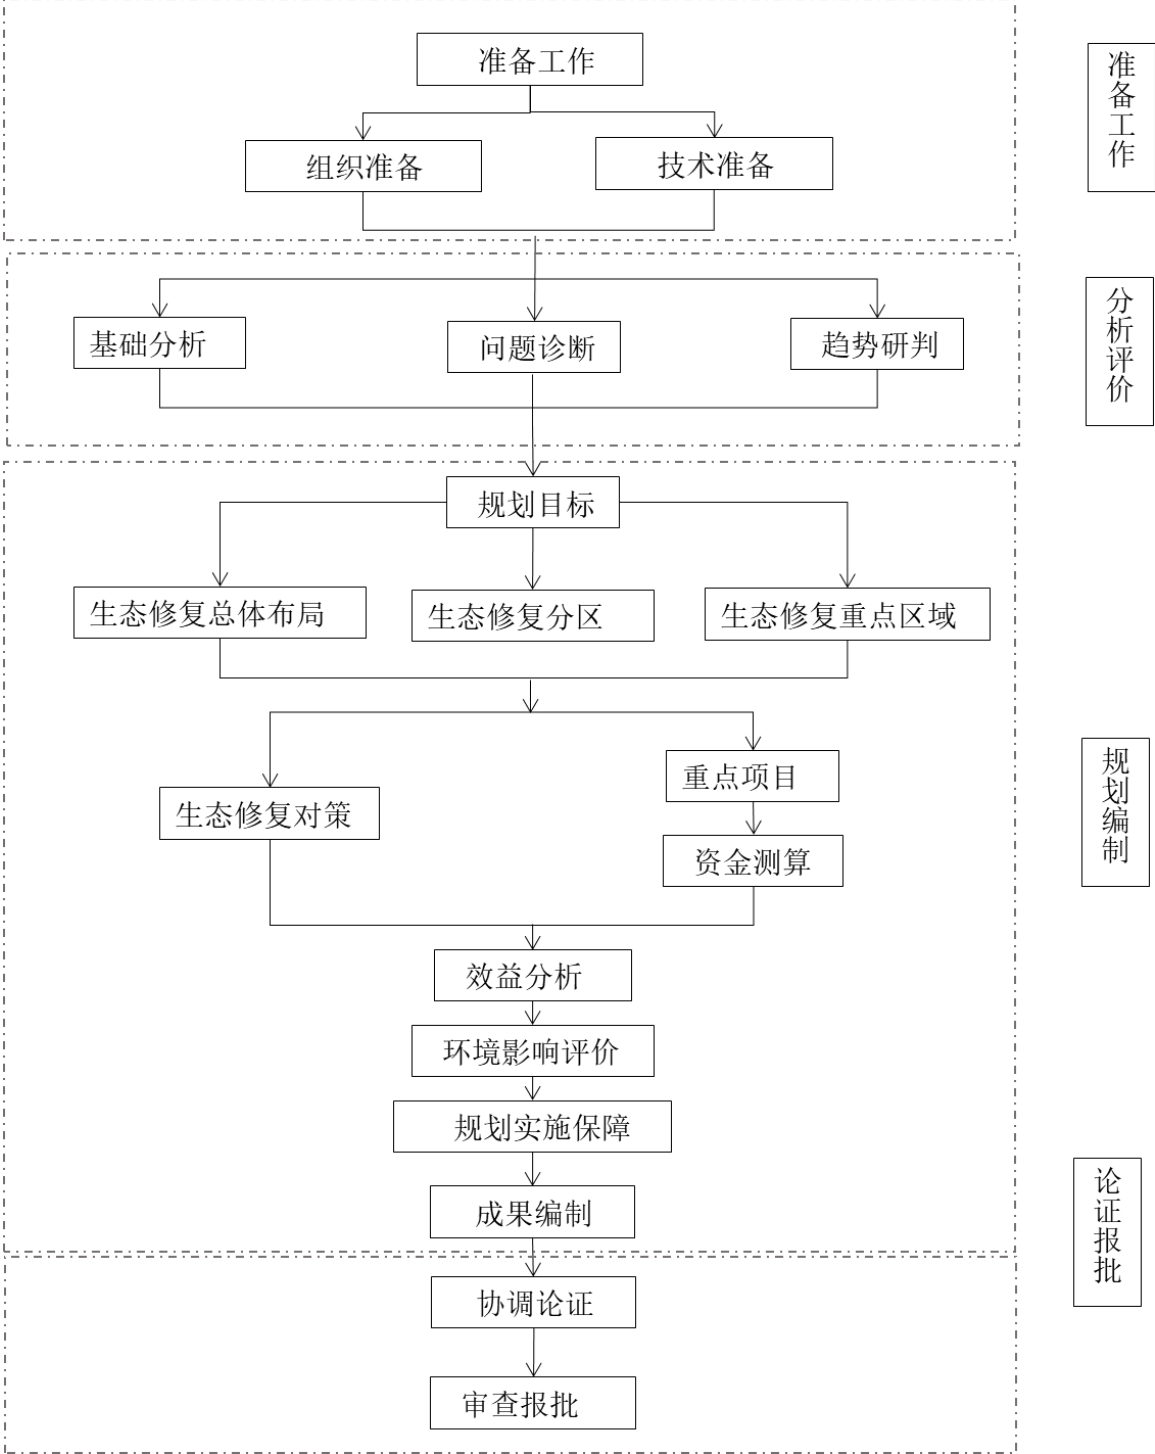 准备工作
组织准备
技术准备
准备工作
基础分析
问题诊断
趋势研判
分析评价
规划目标
生态修复总体布局
生态修复分区
生态修复重点区域
重点项目
生态修复对策
资金测算
规划编制
效益分析
环境影响评价
规划实施保障
成果编制
协调论证
审查报批
论证报批